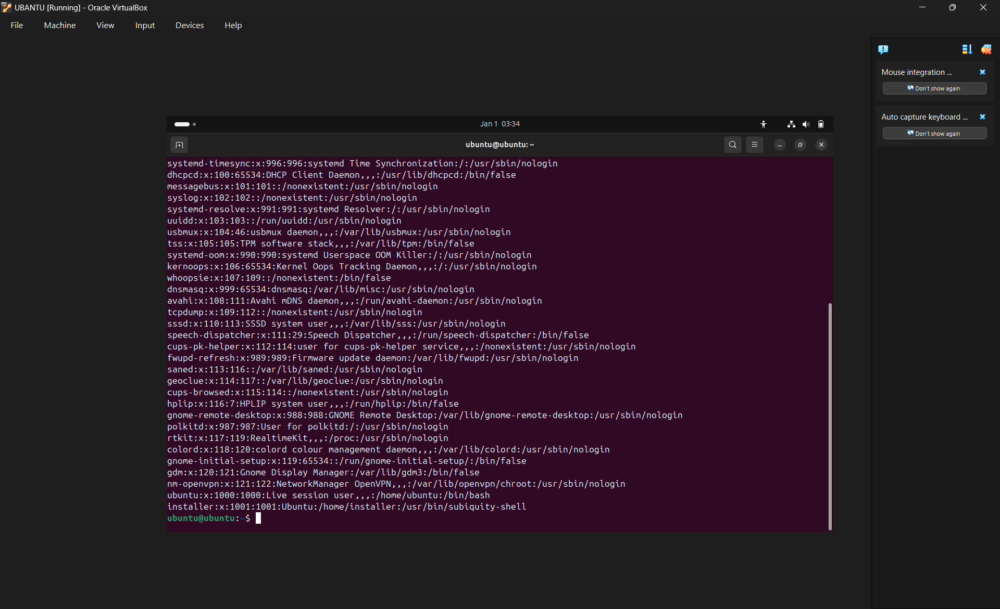 UBANTU [Running] - Oracle VirtualBox
File Machine View Input Devices Help
Mouse integration ...
Don't show again
Auto capture keyboard ...
Don't show again
Jan 1 03:34
ubuntu@ubuntu: ~
systemd-timesync:x:996:996:systemd Time Synchronization:/:/usr/sbin/nologin
dhcpcd:x:100:65534:DHCP Client Daemon,,,:/usr/lib/dhcpcd:/bin/false
messagebus:x:101:101::/nonexistent:/usr/sbin/nologin
syslog:x:102:102::/nonexistent:/usr/sbin/nologin
systemd-resolve:x:991:991:systemd Resolver:/:/usr/sbin/nologin
uuidd:x:103:103::/run/uuidd:/usr/sbin/nologin
usbmux:x:104:46:usbmux daemon,,,:/var/lib/usbmux:/usr/sbin/nologin
tss:x:105:105:TPM software stack,,,:/var/lib/tpm:/bin/false
systemd-oom:x:990:990:systemd Userspace OOM Killer:/:/usr/sbin/nologin
kernoops:x:106:65534:Kernel Oops Tracking Daemon,,,:/:/usr/sbin/nologin
whoopsie:x:107:109::/nonexistent:/bin/false
dnsmasq:x:999:65534:dnsmasq:/var/lib/misc:/usr/sbin/nologin
avahi:x:108:111:Avahi mDNS daemon,,,:/run/avahi-daemon:/usr/sbin/nologin
tcpdump:x:109:112::/nonexistent:/usr/sbin/nologin
sssd:x:110:113:SSSD system user,,,:/var/lib/sss:/usr/sbin/nologin
speech-dispatcher:x:111:29:Speech Dispatcher,,,:/run/speech-dispatcher:/bin/false
cups-pk-helper:x:112:114:user for cups-pk-helper service,,,:/nonexistent:/usr/sbin/nologin
fwupd-refresh:x:989:989:Firmware update daemon:/var/lib/fwupd:/usr/sbin/nologin
saned:x:113:116::/var/lib/saned:/usr/sbin/nologin
geoclue:x:114:117::/var/lib/geoclue:/usr/sbin/nologin
cups-browsed:x:115:114::/nonexistent:/usr/sbin/nologin
hplip:x:116:7:HPLIP system user,,,:/run/hplip:/bin/false
gnome-remote-desktop:x:988:988:GNOME Remote Desktop:/var/lib/gnome-remote-desktop:/usr/sbin/nologin
polkitd:x:987:987:User for polkitd:/:/usr/sbin/nologin
rtkit:x:117:119:RealtimeKit,,,:/proc:/usr/sbin/nologin
colord:x:118:120:colord colour management daemon,,,:/var/lib/colord:/usr/sbin/nologin
gnome-initial-setup:x:119:65534::/run/gnome-initial-setup/:/bin/false
gdm:x:120:121:Gnome Display Manager:/var/lib/gdm3:/bin/false
nm-openvpn:x:121:122:NetworkManager OpenVPN,,,:/var/lib/openvpn/chroot:/usr/sbin/nologin
ubuntu:x:1000:1000:Live session user,,,:/home/ubuntu:/bin/bash
installer:x:1001:1001:Ubuntu:/home/installer:/usr/bin/subiquity-shell
ubuntu@ubuntu:~$